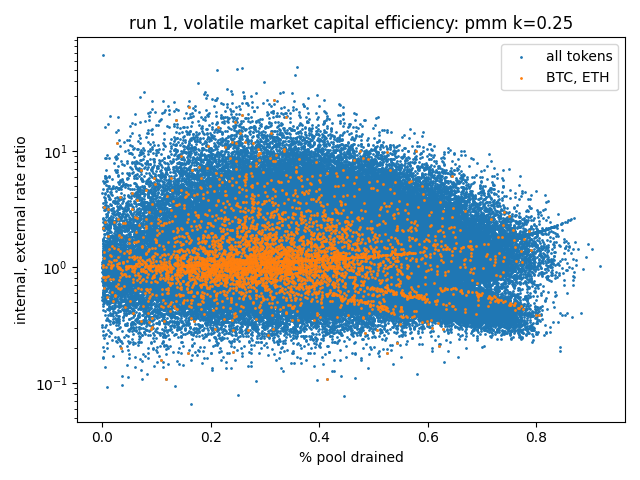 run 1, volatile market capital efficiency: pmm k=0.25
all tokens
BTC, ETH
internal, external rate ratio
10¹
10⁰
10⁻¹
0.0 0.2 0.4 0.6 0.8
% pool drained